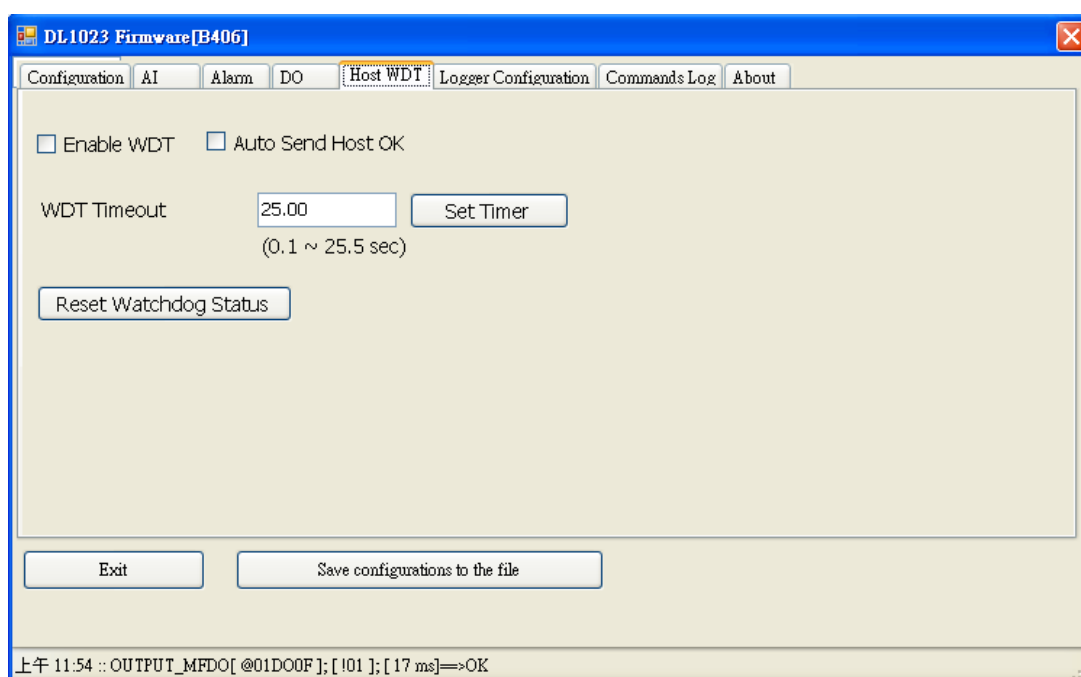 DL1023 Firmware[B406]
Configuration AI Alarm DO Host WDT Logger Configuration Commands Log About
Enable WDT Auto Send Host OK
WDT Timeout 25.00 Set Timer
(0.1 ~ 25.5 sec)
Reset Watchdog Status
Exit Save configurations to the file
上午 11:54 :: OUTPUT_MFDO[ @01DO0F ]; [ !01 ]; [ 17 ms]==>OK